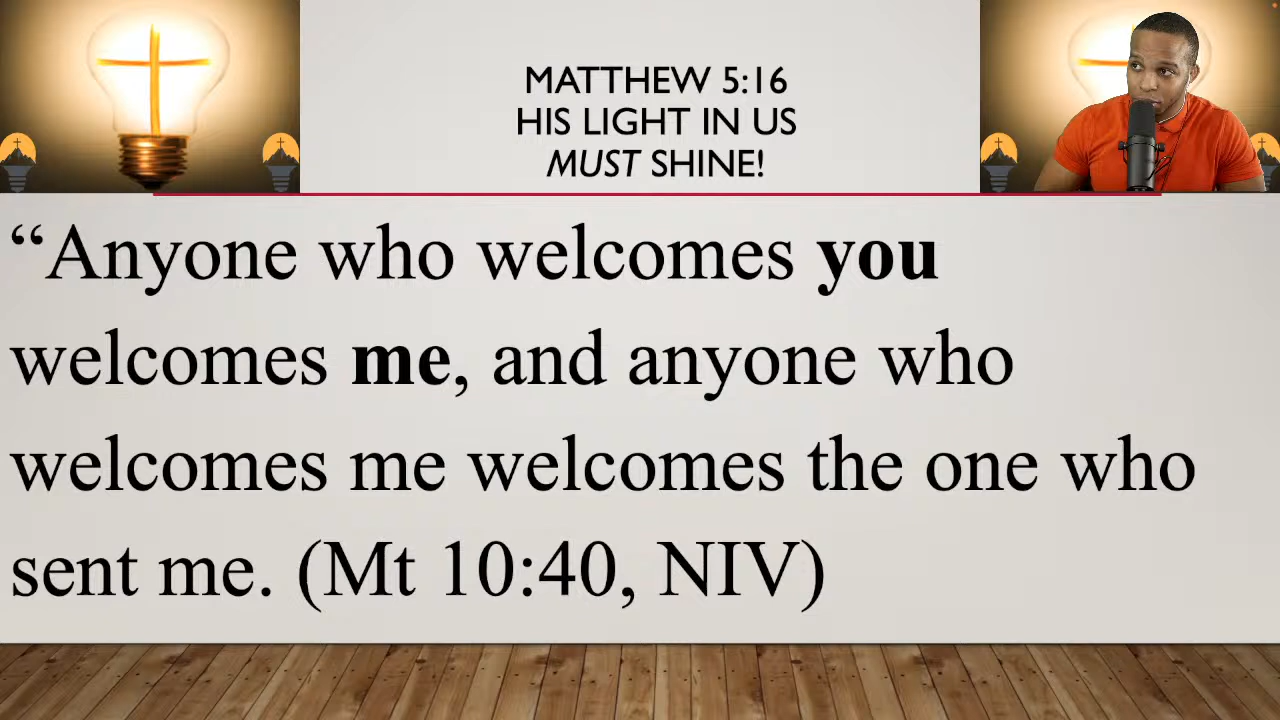 MATTHEW 5:16
HIS LIGHT IN US
MUST SHINE!
“Anyone who welcomes you
welcomes me, and anyone who
welcomes me welcomes the one who
sent me. (Mt 10:40, NIV)